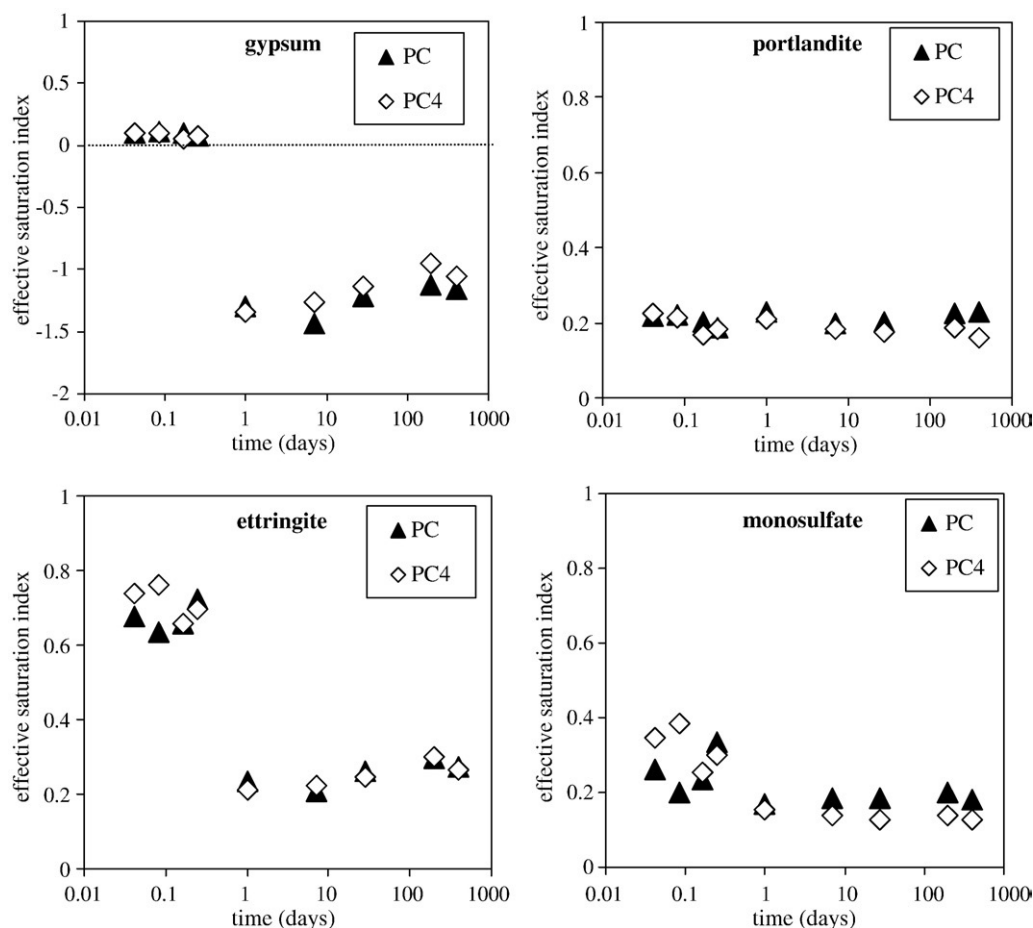 gypsum
PC
PC4
effective saturation index
1
0.5
0
-0.5
-1
-1.5
-2
0.01 0.1 1 10 100 1000
time (days)
portlandite
PC
PC4
effective saturation index
1
0.8
0.6
0.4
0.2
0
0.01 0.1 1 10 100 1000
time (days)
ettringite
PC
PC4
effective saturation index
1
0.8
0.6
0.4
0.2
0
0.01 0.1 1 10 100 1000
time (days)
monosulfate
PC
PC4
effective saturation index
1
0.8
0.6
0.4
0.2
0
0.01 0.1 1 10 100 1000
time (days)